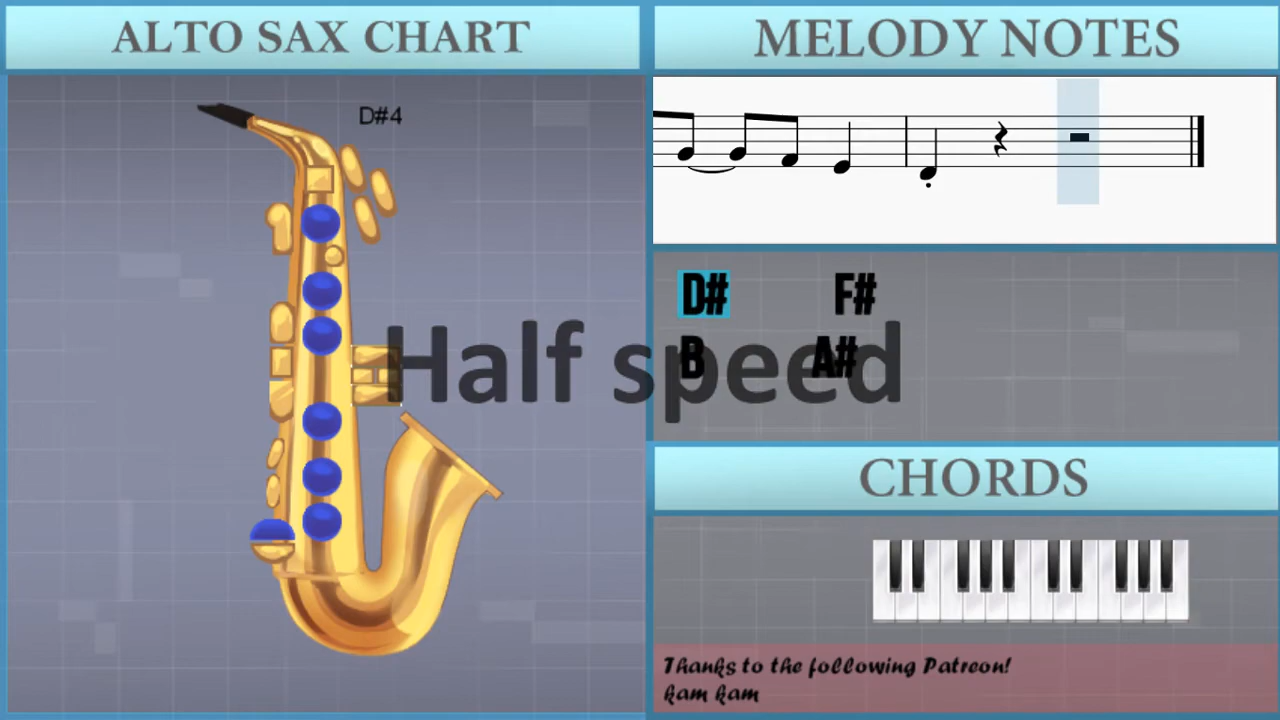 ALTO SAX CHART
MELODY NOTES
D#4
D# F#
B A#
Half speed
CHORDS
Thanks to the following Patreon!
kam kam